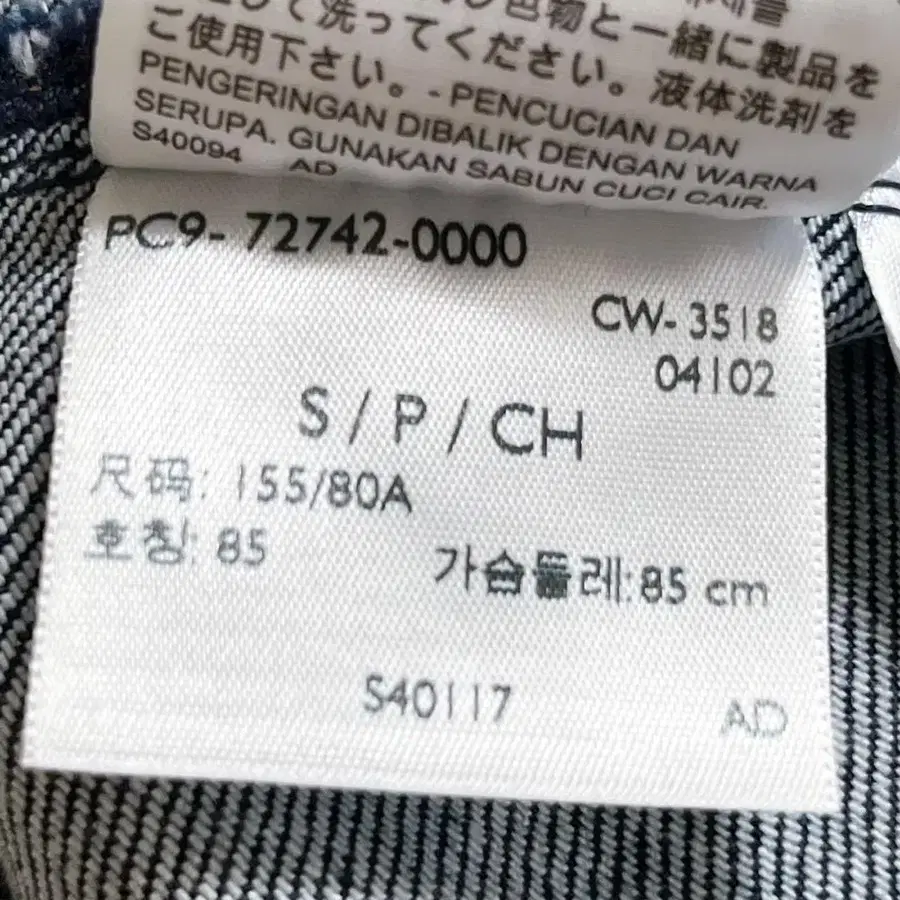 して洗ってください。液体洗剤を
色物と一緒に製品を
ご使用下さい。- PENCUCIAN DAN
PENGERINGAN DIBALIK DENGAN WARNA
SERUPA. GUNAKAN SABUN CUCI CAIR.
S40094 AD
PC9-72742-0000
CW-3518
04102
S / P / CH
尺码: 155/80A
호칭: 85 가슴둘레:85 cm
S40117 AD